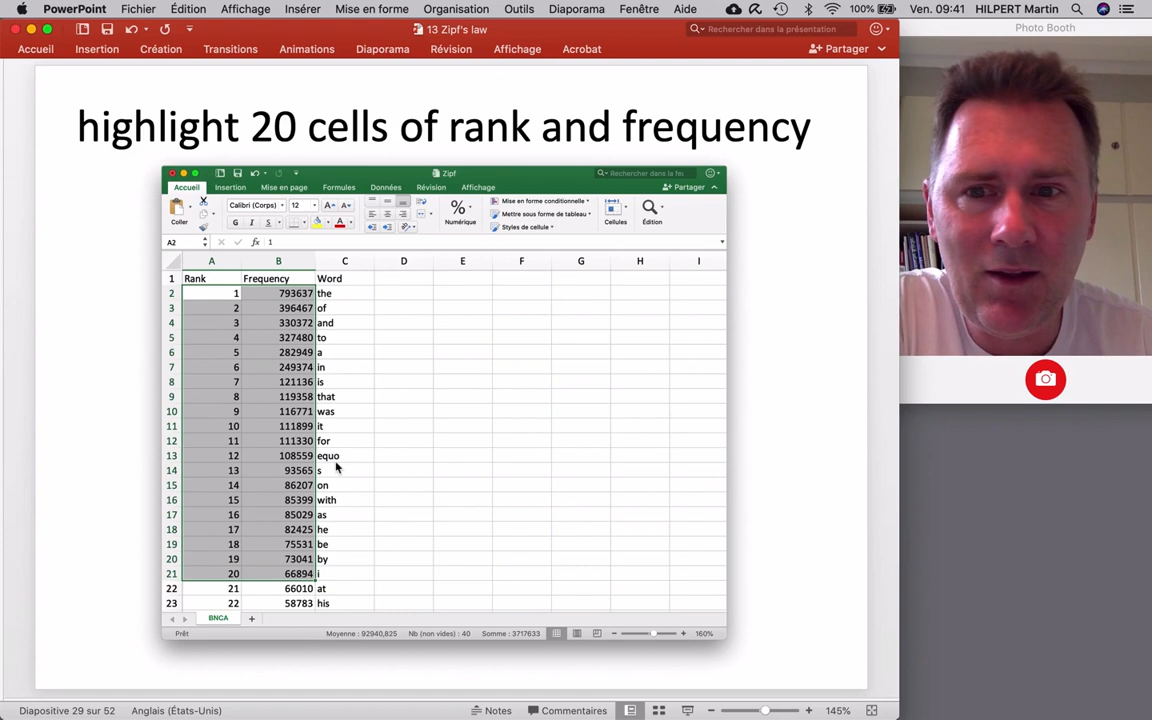 PowerPoint Fichier Édition Affichage Insérer Mise en forme Organisation Outils Diaporama Fenêtre Aide 100% Ven. 09:41 HILPERT Martin
13 Zipf's law
Rechercher dans la présentation
Photo Booth
Accueil Insertion Création Transitions Animations Diaporama Révision Affichage Acrobat Partager
highlight 20 cells of rank and frequency
Zipf
Rechercher dans la feu
Accueil Insertion Mise en page Formules Données Révision Affichage Partager
Coller
Calibri (Corps) 12 A A
G I S A
%
Numérique
Mise en forme conditionnelle
Mettre sous forme de tableau
Styles de cellule
Cellules
Édition
A2 fx 1
A B C D E F G H I
1 Rank Frequency Word
2 1 793637 the
3 2 396467 of
4 3 330372 and
5 4 327480 to
6 5 282949 a
7 6 249374 in
8 7 121136 is
9 8 119358 that
10 9 116771 was
11 10 111899 it
12 11 111330 for
13 12 108559 equo
14 13 93565 s
15 14 86207 on
16 15 85399 with
17 16 85029 as
18 17 82425 he
19 18 75531 be
20 19 73041 by
21 20 66894 i
22 21 66010 at
23 22 58783 his
BNCA +
Prêt Moyenne : 92940,825 Nb (non vides) : 40 Somme : 3717633 160%
Diapositive 29 sur 52 Anglais (États-Unis) Notes Commentaires 145%